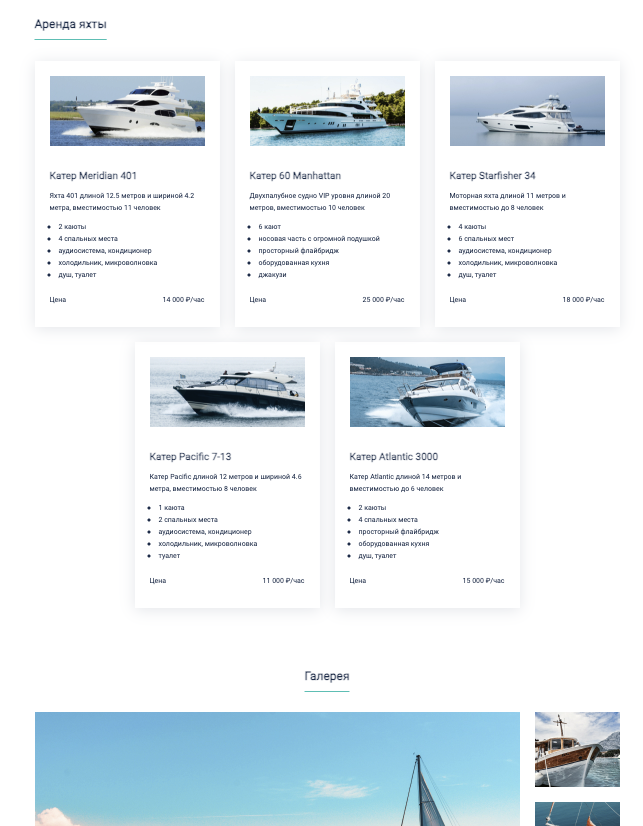 Аренда яхты
Катер Meridian 401
Яхта 401 длиной 12.5 метров и шириной 4.2
метра, вместимостью 11 человек
2 каюты
4 спальных места
аудиосистема, кондиционер
холодильник, микроволновка
душ, туалет
Цена 14 000 ₽/час
Катер 60 Manhattan
Двухпалубное судно VIP уровня длиной 20
метров, вместимостью 10 человек
6 кают
носовая часть с огромной подушкой
просторный флайбридж
оборудованная кухня
джакузи
Цена 25 000 ₽/час
Катер Starfisher 34
Моторная яхта длиной 11 метров и
вместимостью до 8 человек
4 каюты
6 спальных мест
аудиосистема, кондиционер
холодильник, микроволновка
душ, туалет
Цена 18 000 ₽/час
Катер Pacific 7-13
Катер Pacific длиной 12 метров и шириной 4.6
метра, вместимостью 8 человек
1 каюта
2 спальных места
аудиосистема, кондиционер
холодильник, микроволновка
туалет
Цена 11 000 ₽/час
Катер Atlantic 3000
Катер Atlantic длиной 14 метров и
вместимостью до 6 человек
2 каюты
4 спальных места
просторный флайбридж
оборудованная кухня
душ, туалет
Цена 15 000 ₽/час
Галерея